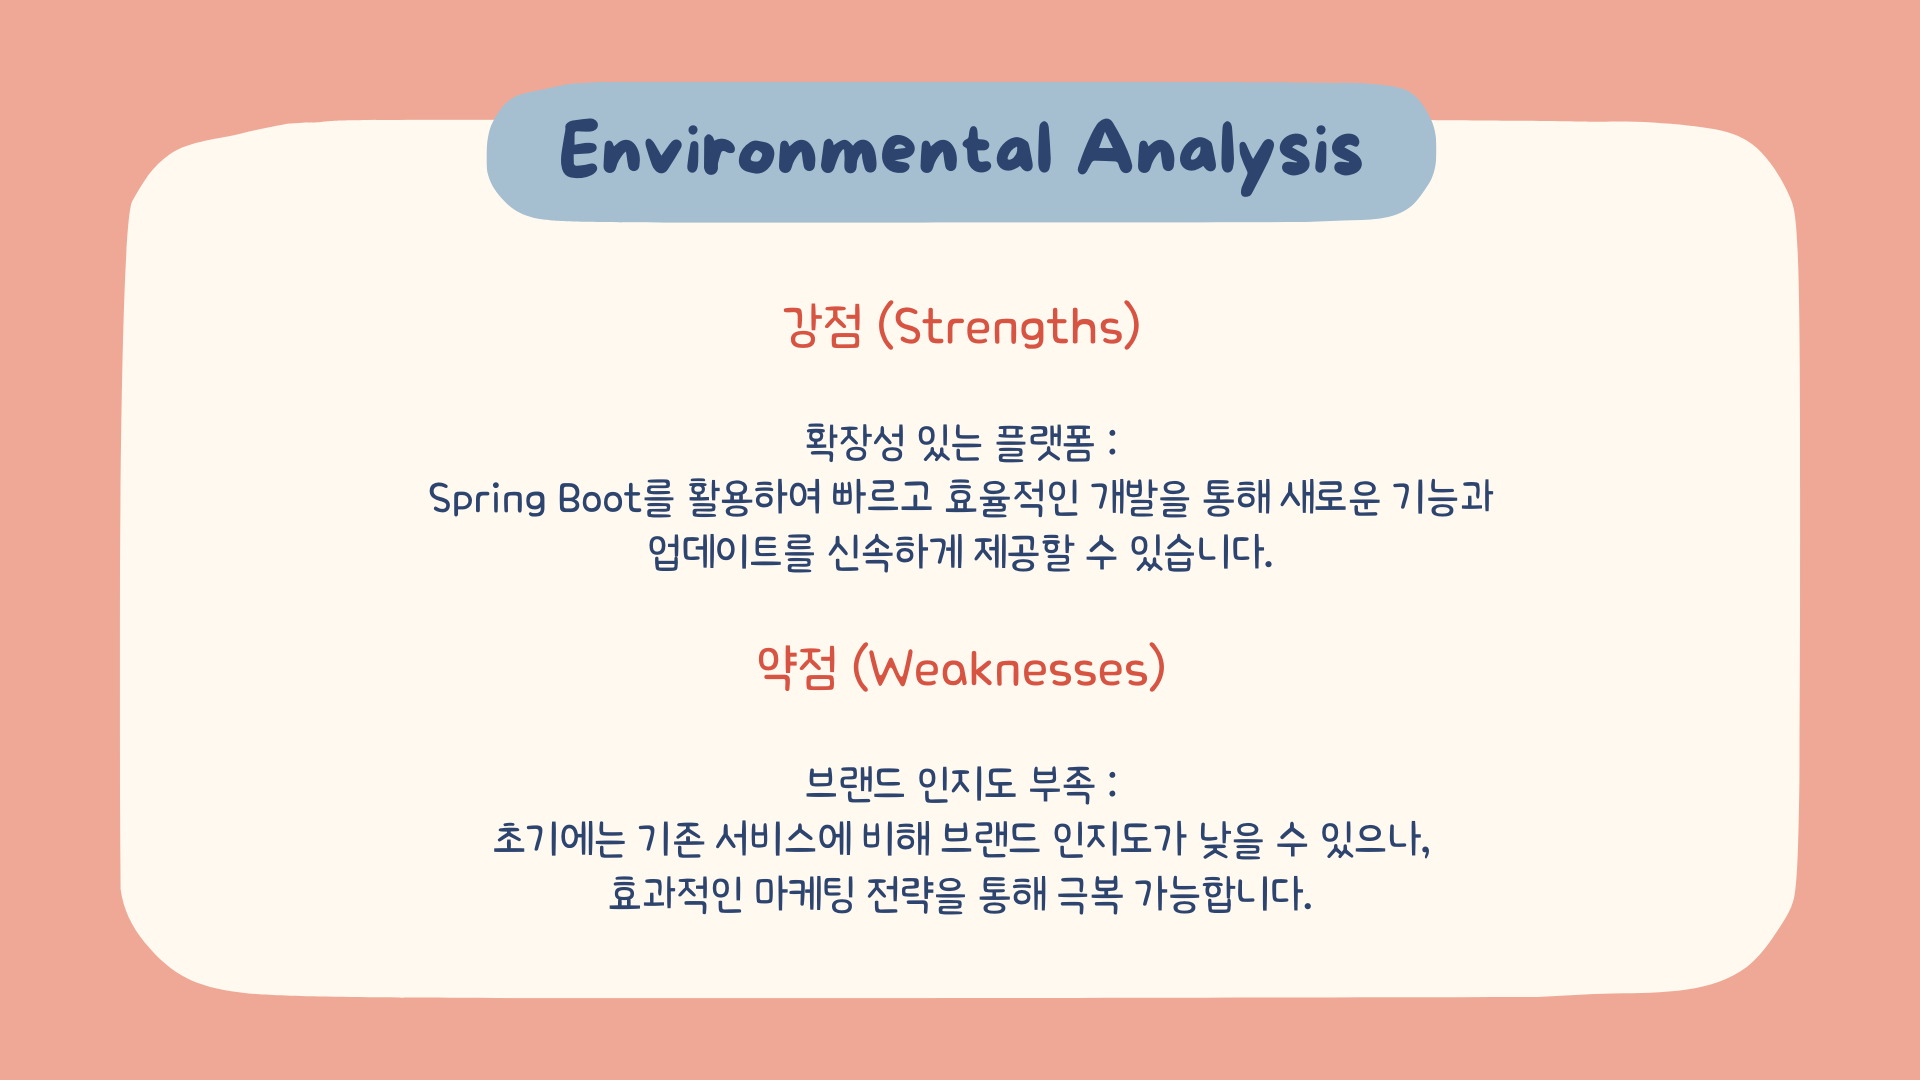 Environmental Analysis
강점 (Strengths)
확장성 있는 플랫폼 :
Spring Boot를 활용하여 빠르고 효율적인 개발을 통해 새로운 기능과
업데이트를 신속하게 제공할 수 있습니다.
약점 (Weaknesses)
브랜드 인지도 부족 :
초기에는 기존 서비스에 비해 브랜드 인지도가 낮을 수 있으나,
효과적인 마케팅 전략을 통해 극복 가능합니다.